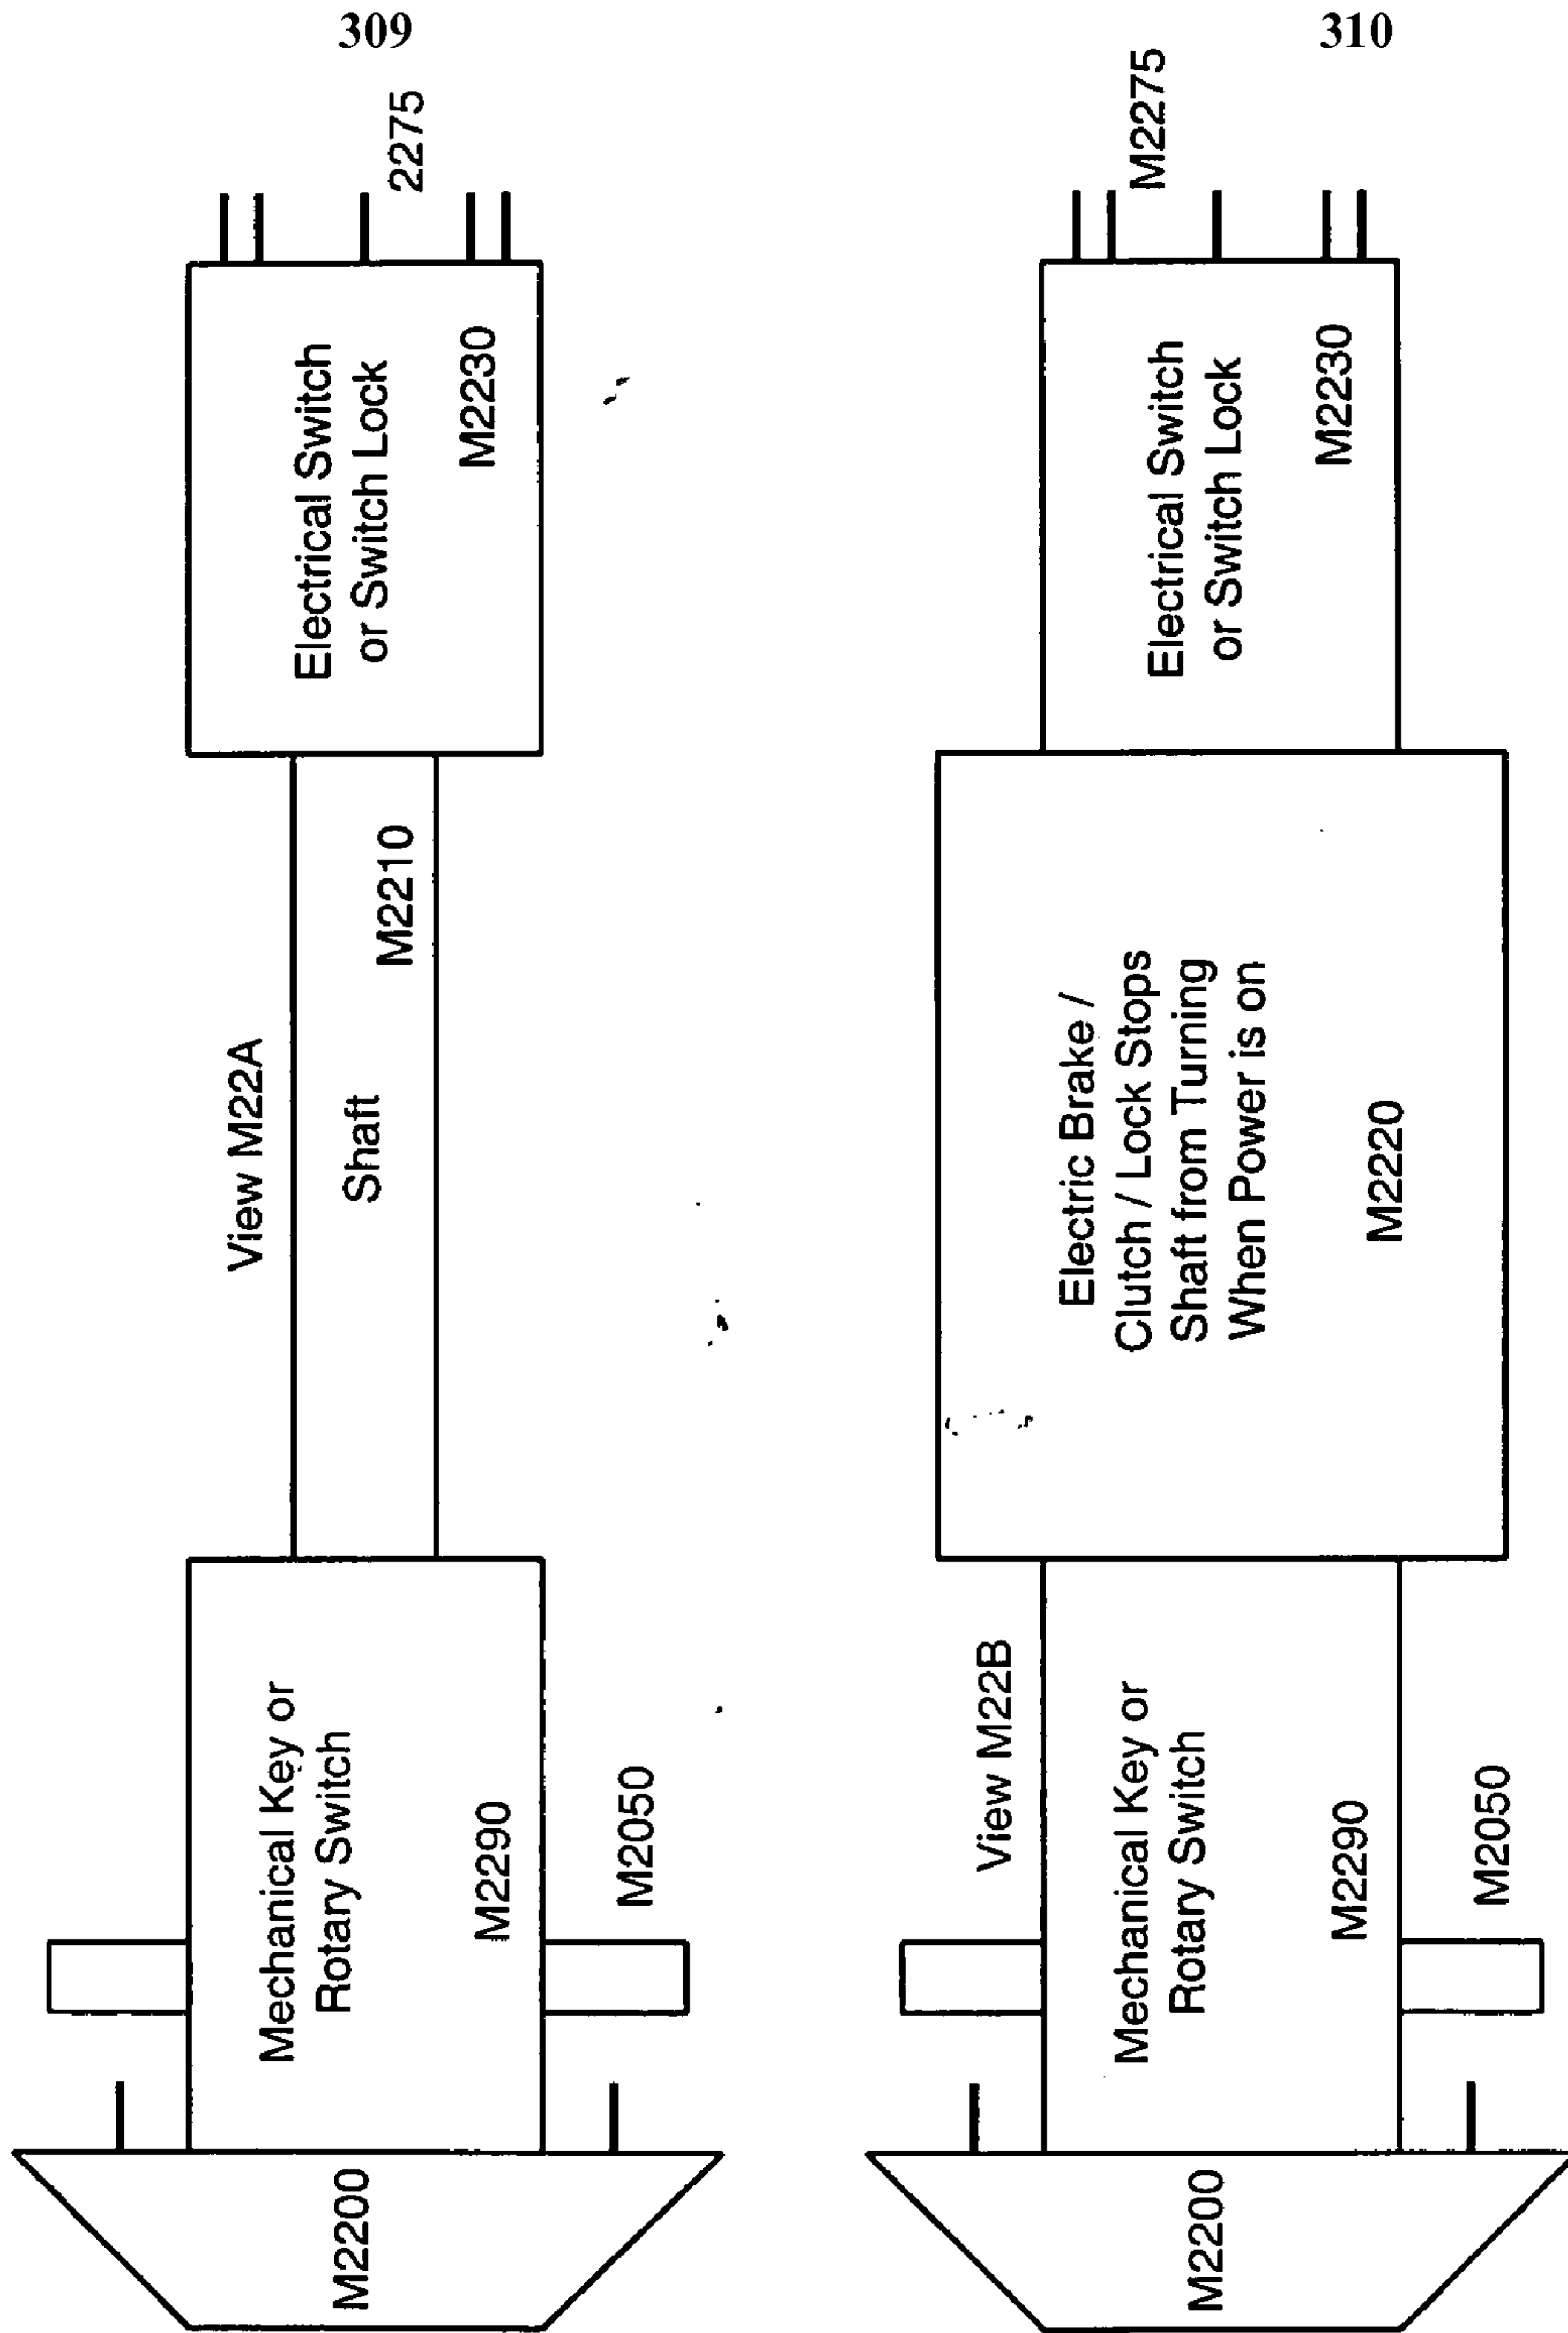 309
310
View M22A
M2200
Mechanical Key or
Rotary Switch
M2290
M2050
Shaft
M2210
Electrical Switch
or Switch Lock
M2230
2275
View M22B
M2200
Mechanical Key or
Rotary Switch
M2290
M2050
Electric Brake /
Clutch / Lock Stops
Shaft from Turning
When Power is on
M2220
Electrical Switch
or Switch Lock
M2230
M2275